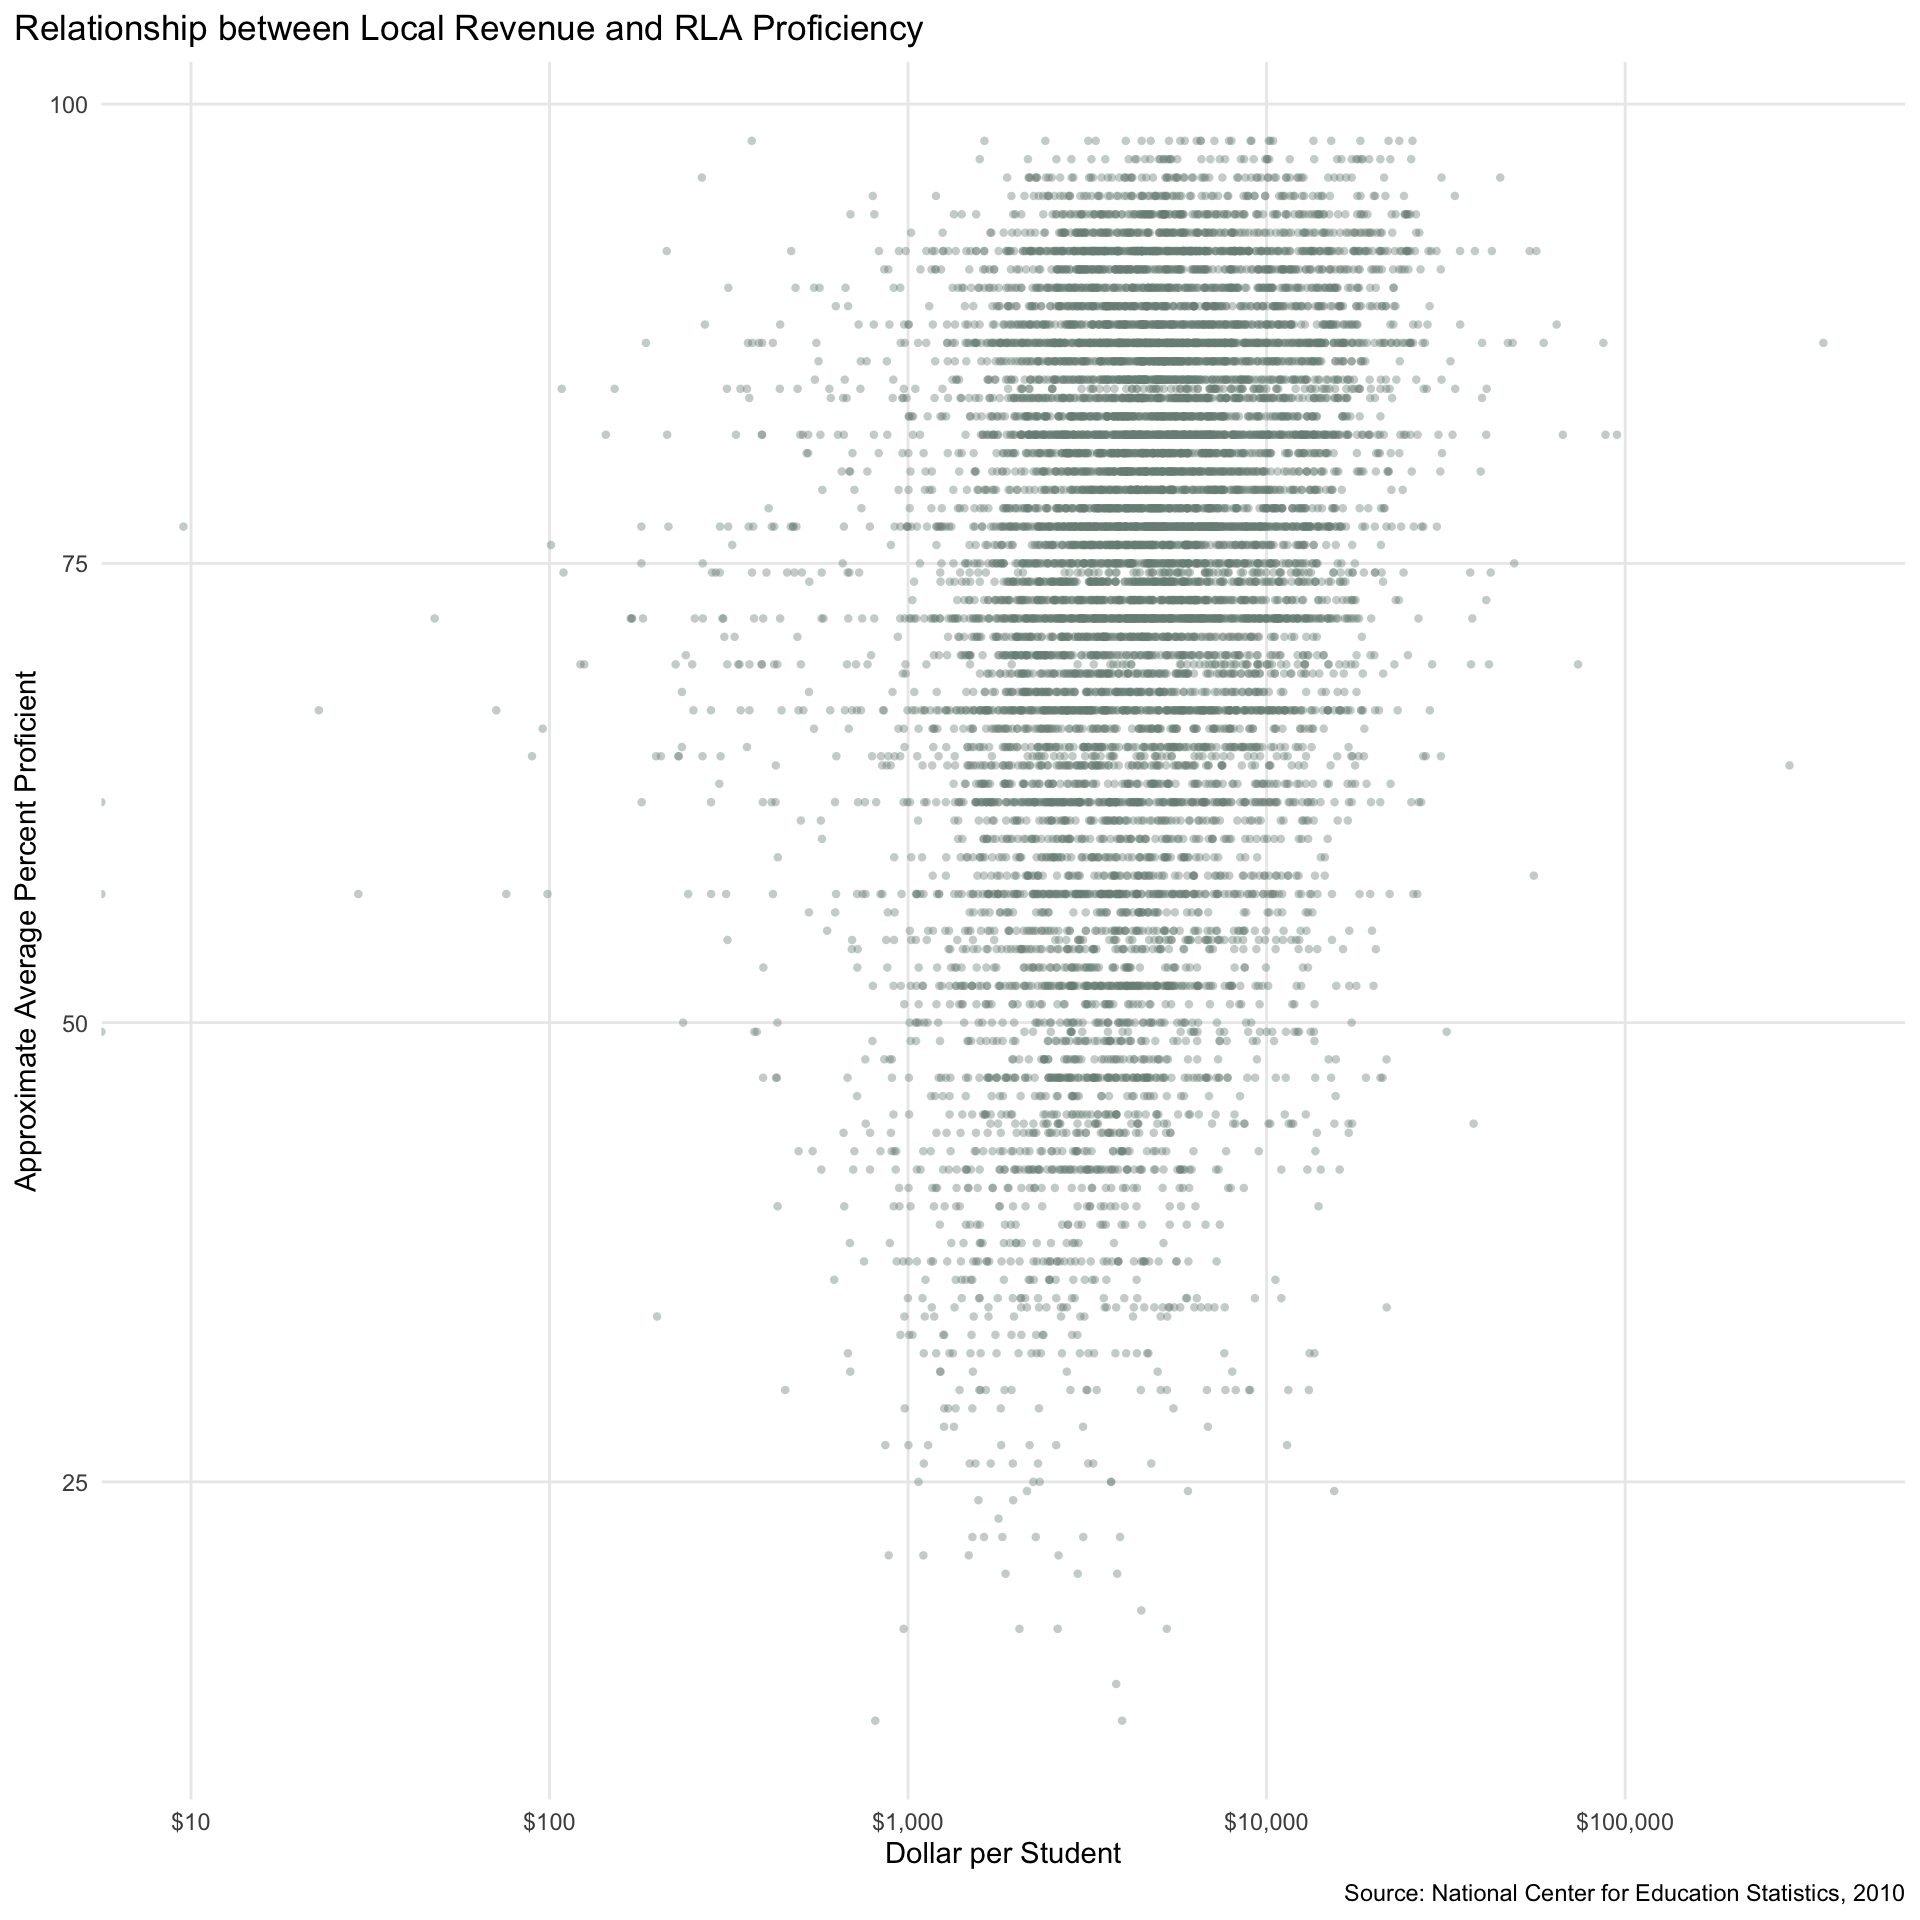 Relationship between Local Revenue and RLA Proficiency
Approximate Average Percent Proficient
100
75
50
25
$10
$100
$1,000
$10,000
$100,000
Dollar per Student
Source: National Center for Education Statistics, 2010